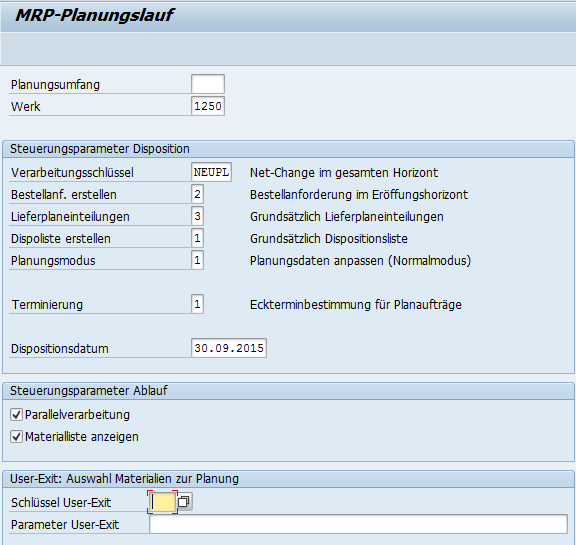 MRP-Planungslauf
Planungsumfang
Werk 1250
Steuerungsparameter Disposition
Verarbeitungsschlüssel NEUPL Net-Change im gesamten Horizont
Bestellanf. erstellen 2 Bestellanforderung im Eröffungshorizont
Lieferplaneinteilungen 3 Grundsätzlich Lieferplaneinteilungen
Dispoliste erstellen 1 Grundsätzlich Dispositionsliste
Planungsmodus 1 Planungsdaten anpassen (Normalmodus)
Terminierung 1 Eckterminbestimmung für Planaufträge
Dispositionsdatum 30.09.2015
Steuerungsparameter Ablauf
Parallelverarbeitung
Materialliste anzeigen
User-Exit: Auswahl Materialien zur Planung
Schlüssel User-Exit
Parameter User-Exit